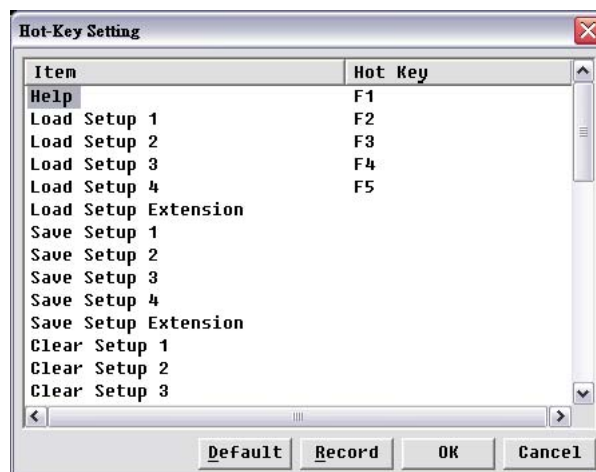 Hot-Key Setting
Item Hot Key
Help F1
Load Setup 1 F2
Load Setup 2 F3
Load Setup 3 F4
Load Setup 4 F5
Load Setup Extension
Save Setup 1
Save Setup 2
Save Setup 3
Save Setup 4
Save Setup Extension
Clear Setup 1
Clear Setup 2
Clear Setup 3
Default Record OK Cancel